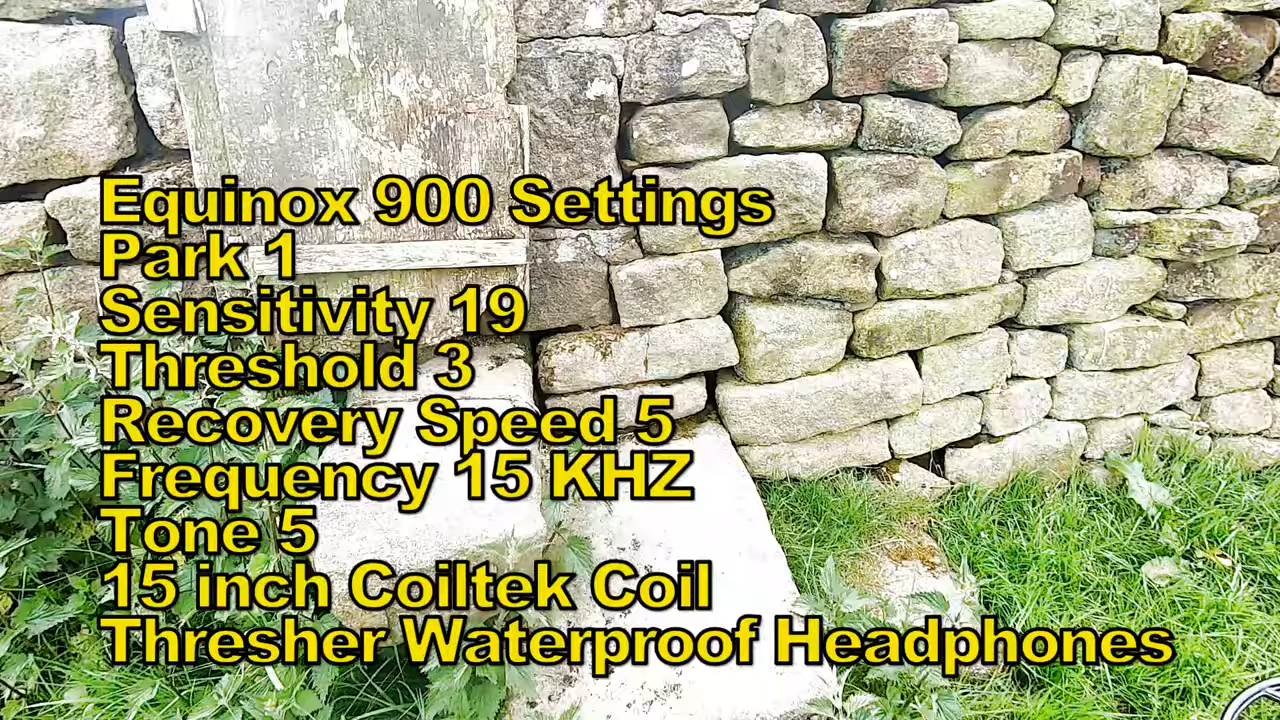 Equinox 900 Settings
Park 1
Sensitivity 19
Threshold 3
Recovery Speed 5
Frequency 15 KHZ
Tone 5
15 inch Coiltek Coil
Thresher Waterproof Headphones